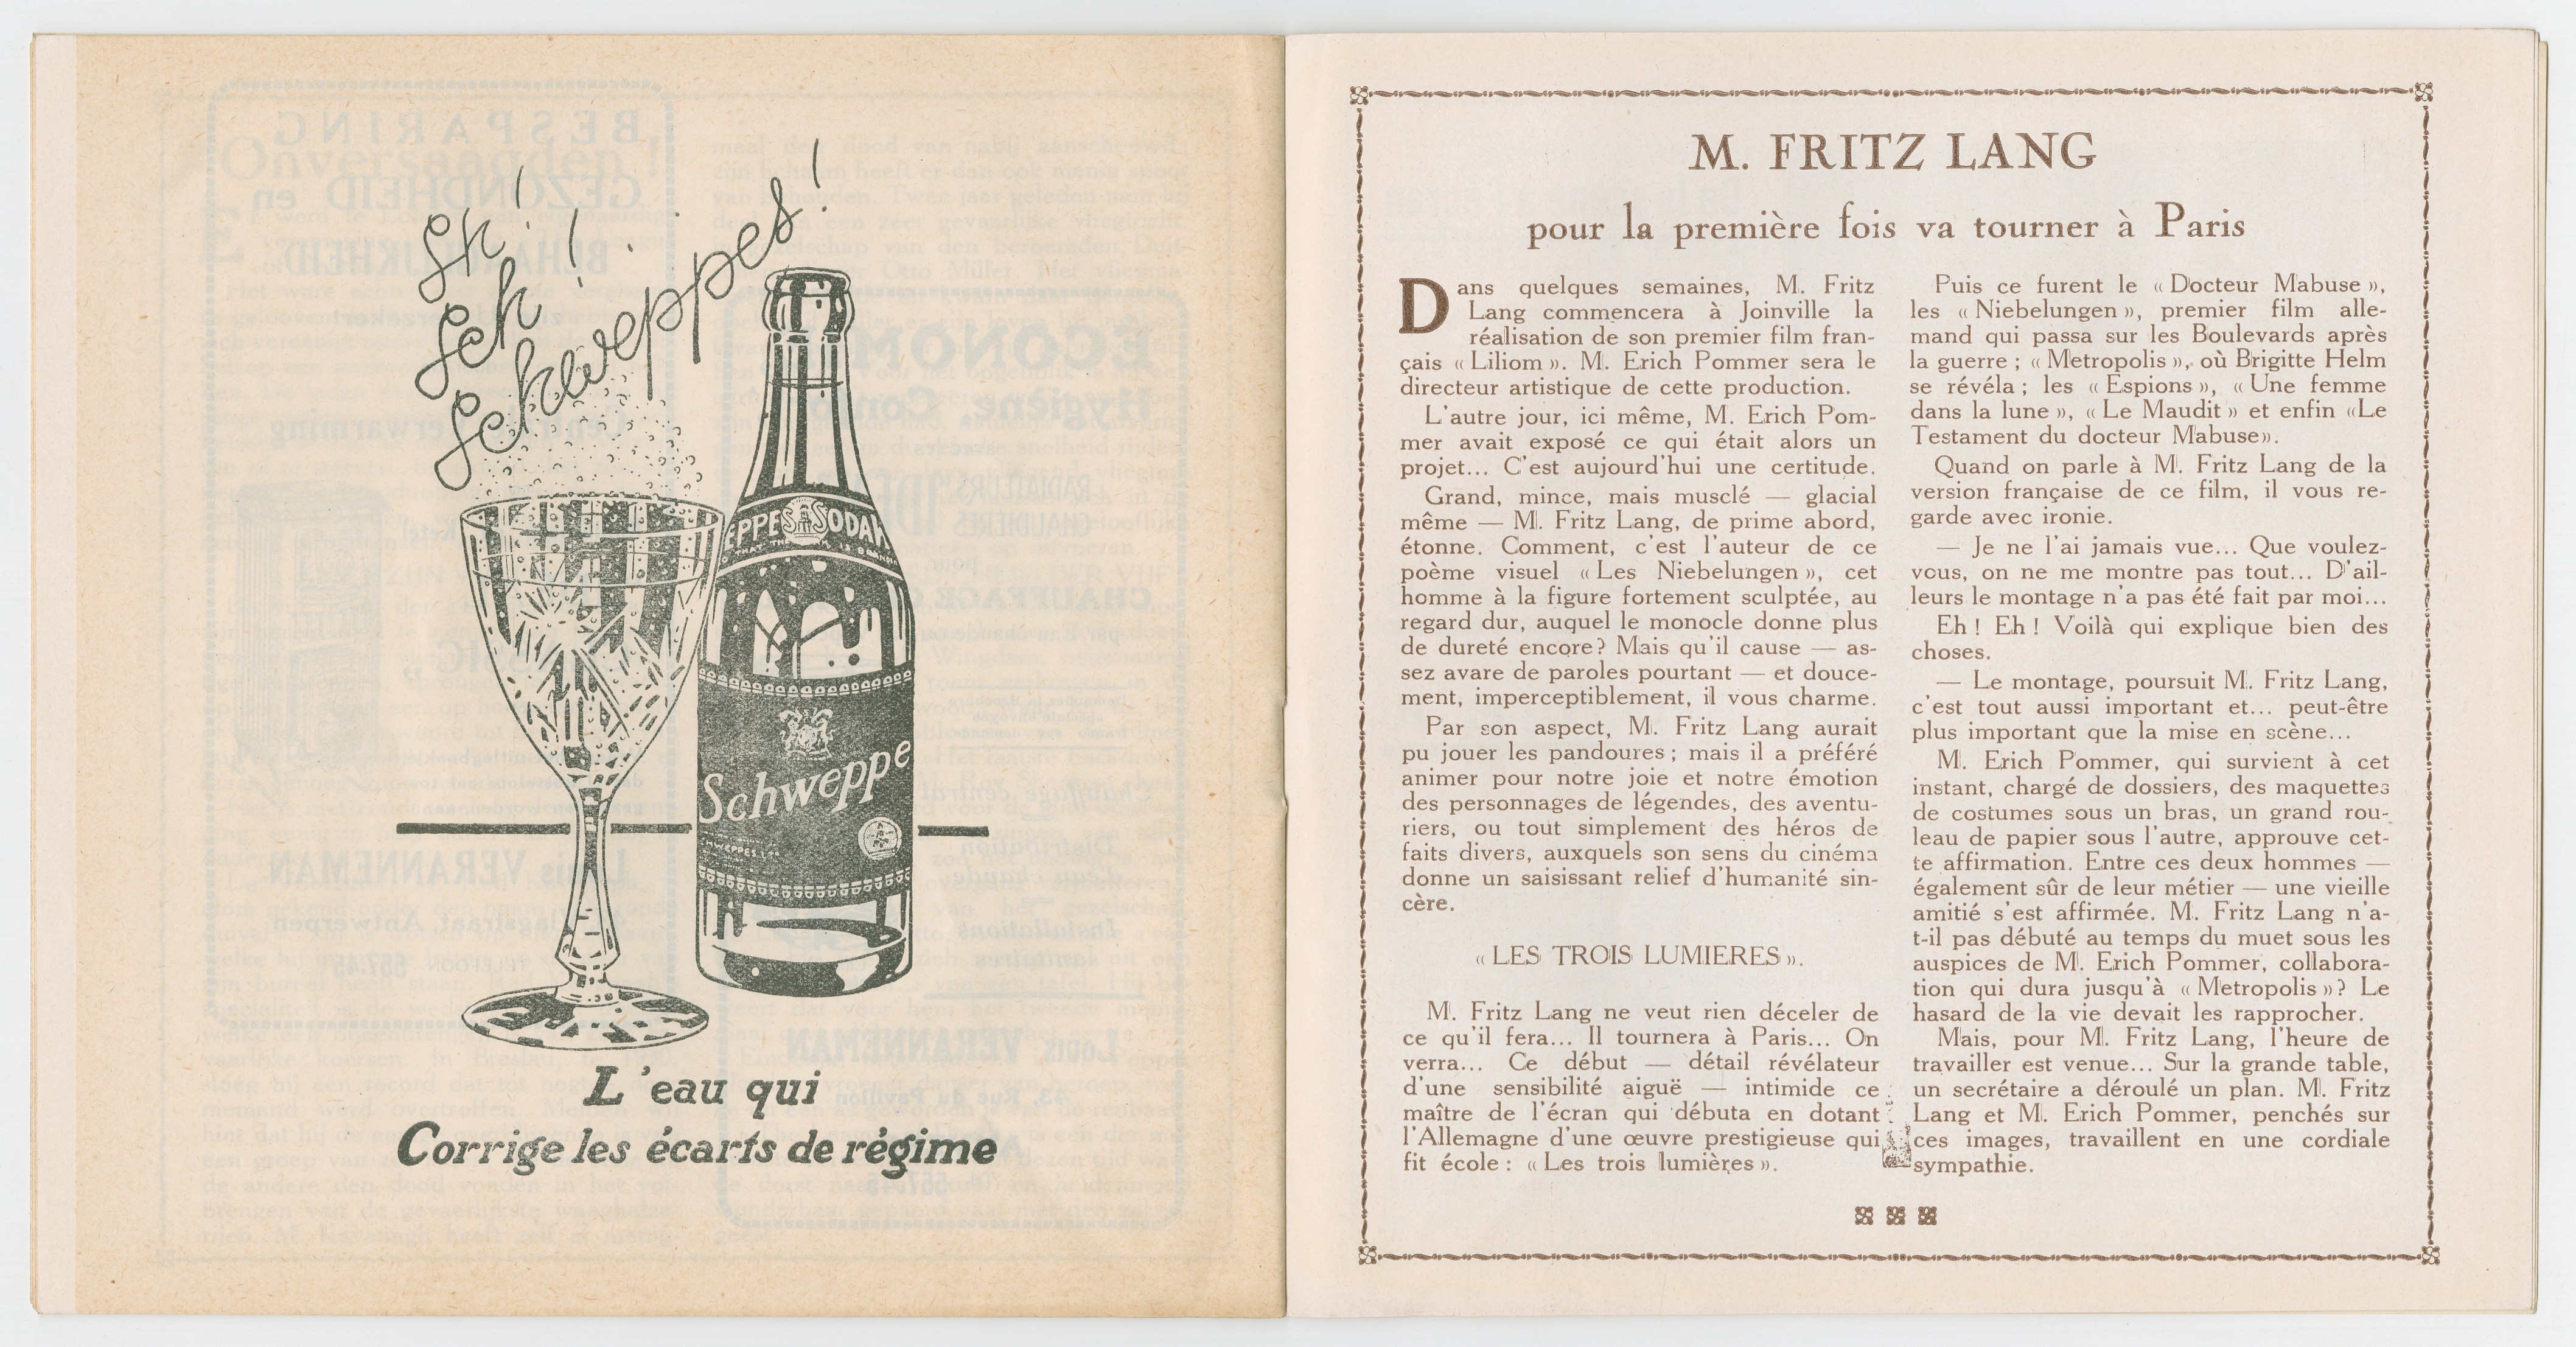 Sh !
Sch !
Schweppes !
EPPES SODAW
Schweppe
SCHWEPPES LTD
L'eau qui
Corrige les écarts de régime
M. FRITZ LANG
pour la première fois va tourner à Paris
Dans quelques semaines, M. Fritz
Lang commencera à Joinville la
réalisation de son premier film fran-
çais « Liliom ». M. Erich Pommer sera le
directeur artistique de cette production.
L'autre jour, ici même, M. Erich Pom-
mer avait exposé ce qui était alors un
projet... C'est aujourd'hui une certitude.
Grand, mince, mais musclé — glacial
même — M. Fritz Lang, de prime abord,
étonne. Comment, c'est l'auteur de ce
poème visuel « Les Niebelungen », cet
homme à la figure fortement sculptée, au
regard dur, auquel le monocle donne plus
de dureté encore ? Mais qu'il cause — as-
sez avare de paroles pourtant — et douce-
ment, imperceptiblement, il vous charme.
Par son aspect, M. Fritz Lang aurait
pu jouer les pandoures ; mais il a préféré
animer pour notre joie et notre émotion
des personnages de légendes, des aventu-
riers, ou tout simplement des héros de
faits divers, auxquels son sens du cinéma
donne un saisissant relief d'humanité sin-
cère.
« LES TROIS LUMIERES ».
M. Fritz Lang ne veut rien déceler de
ce qu'il fera... Il tournera à Paris... On
verra... Ce début — détail révélateur
d'une sensibilité aiguë — intimide ce
maître de l'écran qui débuta en dotant
l'Allemagne d'une œuvre prestigieuse qui
fit école : « Les trois lumières ».
Puis ce furent le « Docteur Mabuse »,
les « Niebelungen », premier film alle-
mand qui passa sur les Boulevards après
la guerre ; « Metropolis », où Brigitte Helm
se révéla ; les « Espions », « Une femme
dans la lune », « Le Maudit » et enfin «Le
Testament du docteur Mabuse».
Quand on parle à M. Fritz Lang de la
version française de ce film, il vous re-
garde avec ironie.
— Je ne l'ai jamais vue... Que voulez-
vous, on ne me montre pas tout... D'ail-
leurs le montage n'a pas été fait par moi...
Eh ! Eh ! Voilà qui explique bien des
choses.
— Le montage, poursuit M. Fritz Lang,
c'est tout aussi important et... peut-être
plus important que la mise en scène...
M. Erich Pommer, qui survient à cet
instant, chargé de dossiers, des maquettes
de costumes sous un bras, un grand rou-
leau de papier sous l'autre, approuve cet-
te affirmation. Entre ces deux hommes —
également sûr de leur métier — une vieille
amitié s'est affirmée. M. Fritz Lang n'a-
t-il pas débuté au temps du muet sous les
auspices de M. Erich Pommer, collabora-
tion qui dura jusqu'à « Metropolis » ? Le
hasard de la vie devait les rapprocher.
Mais, pour M. Fritz Lang, l'heure de
travailler est venue... Sur la grande table,
un secrétaire a déroulé un plan. M. Fritz
Lang et M. Erich Pommer, penchés sur
ces images, travaillent en une cordiale
sympathie.